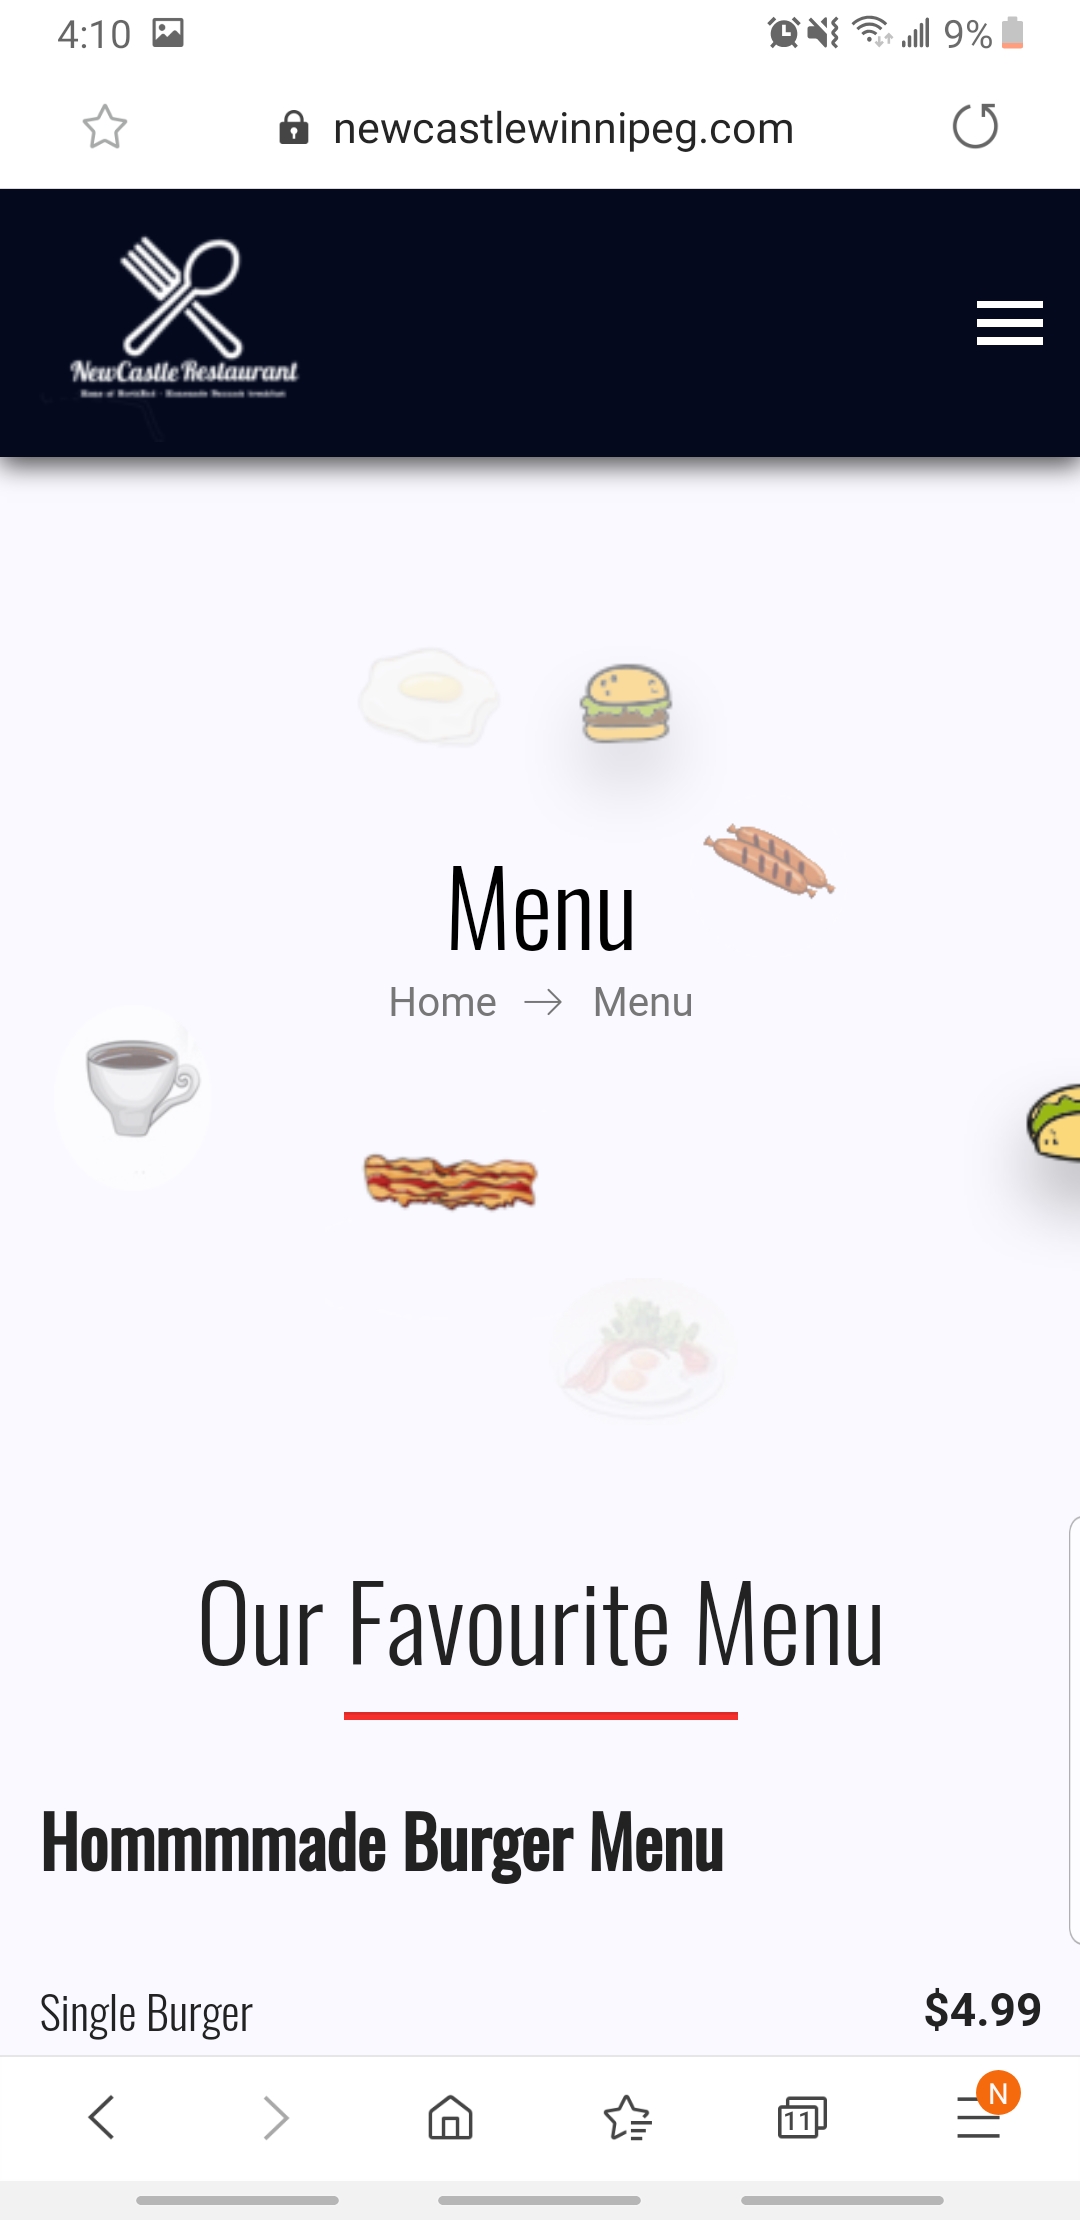 4:10 9%
newcastlewinnipeg.com
NewCastle Restaurant
Menu
Home → Menu
Our Favourite Menu
Hommmmade Burger Menu
Single Burger $4.99
11 N